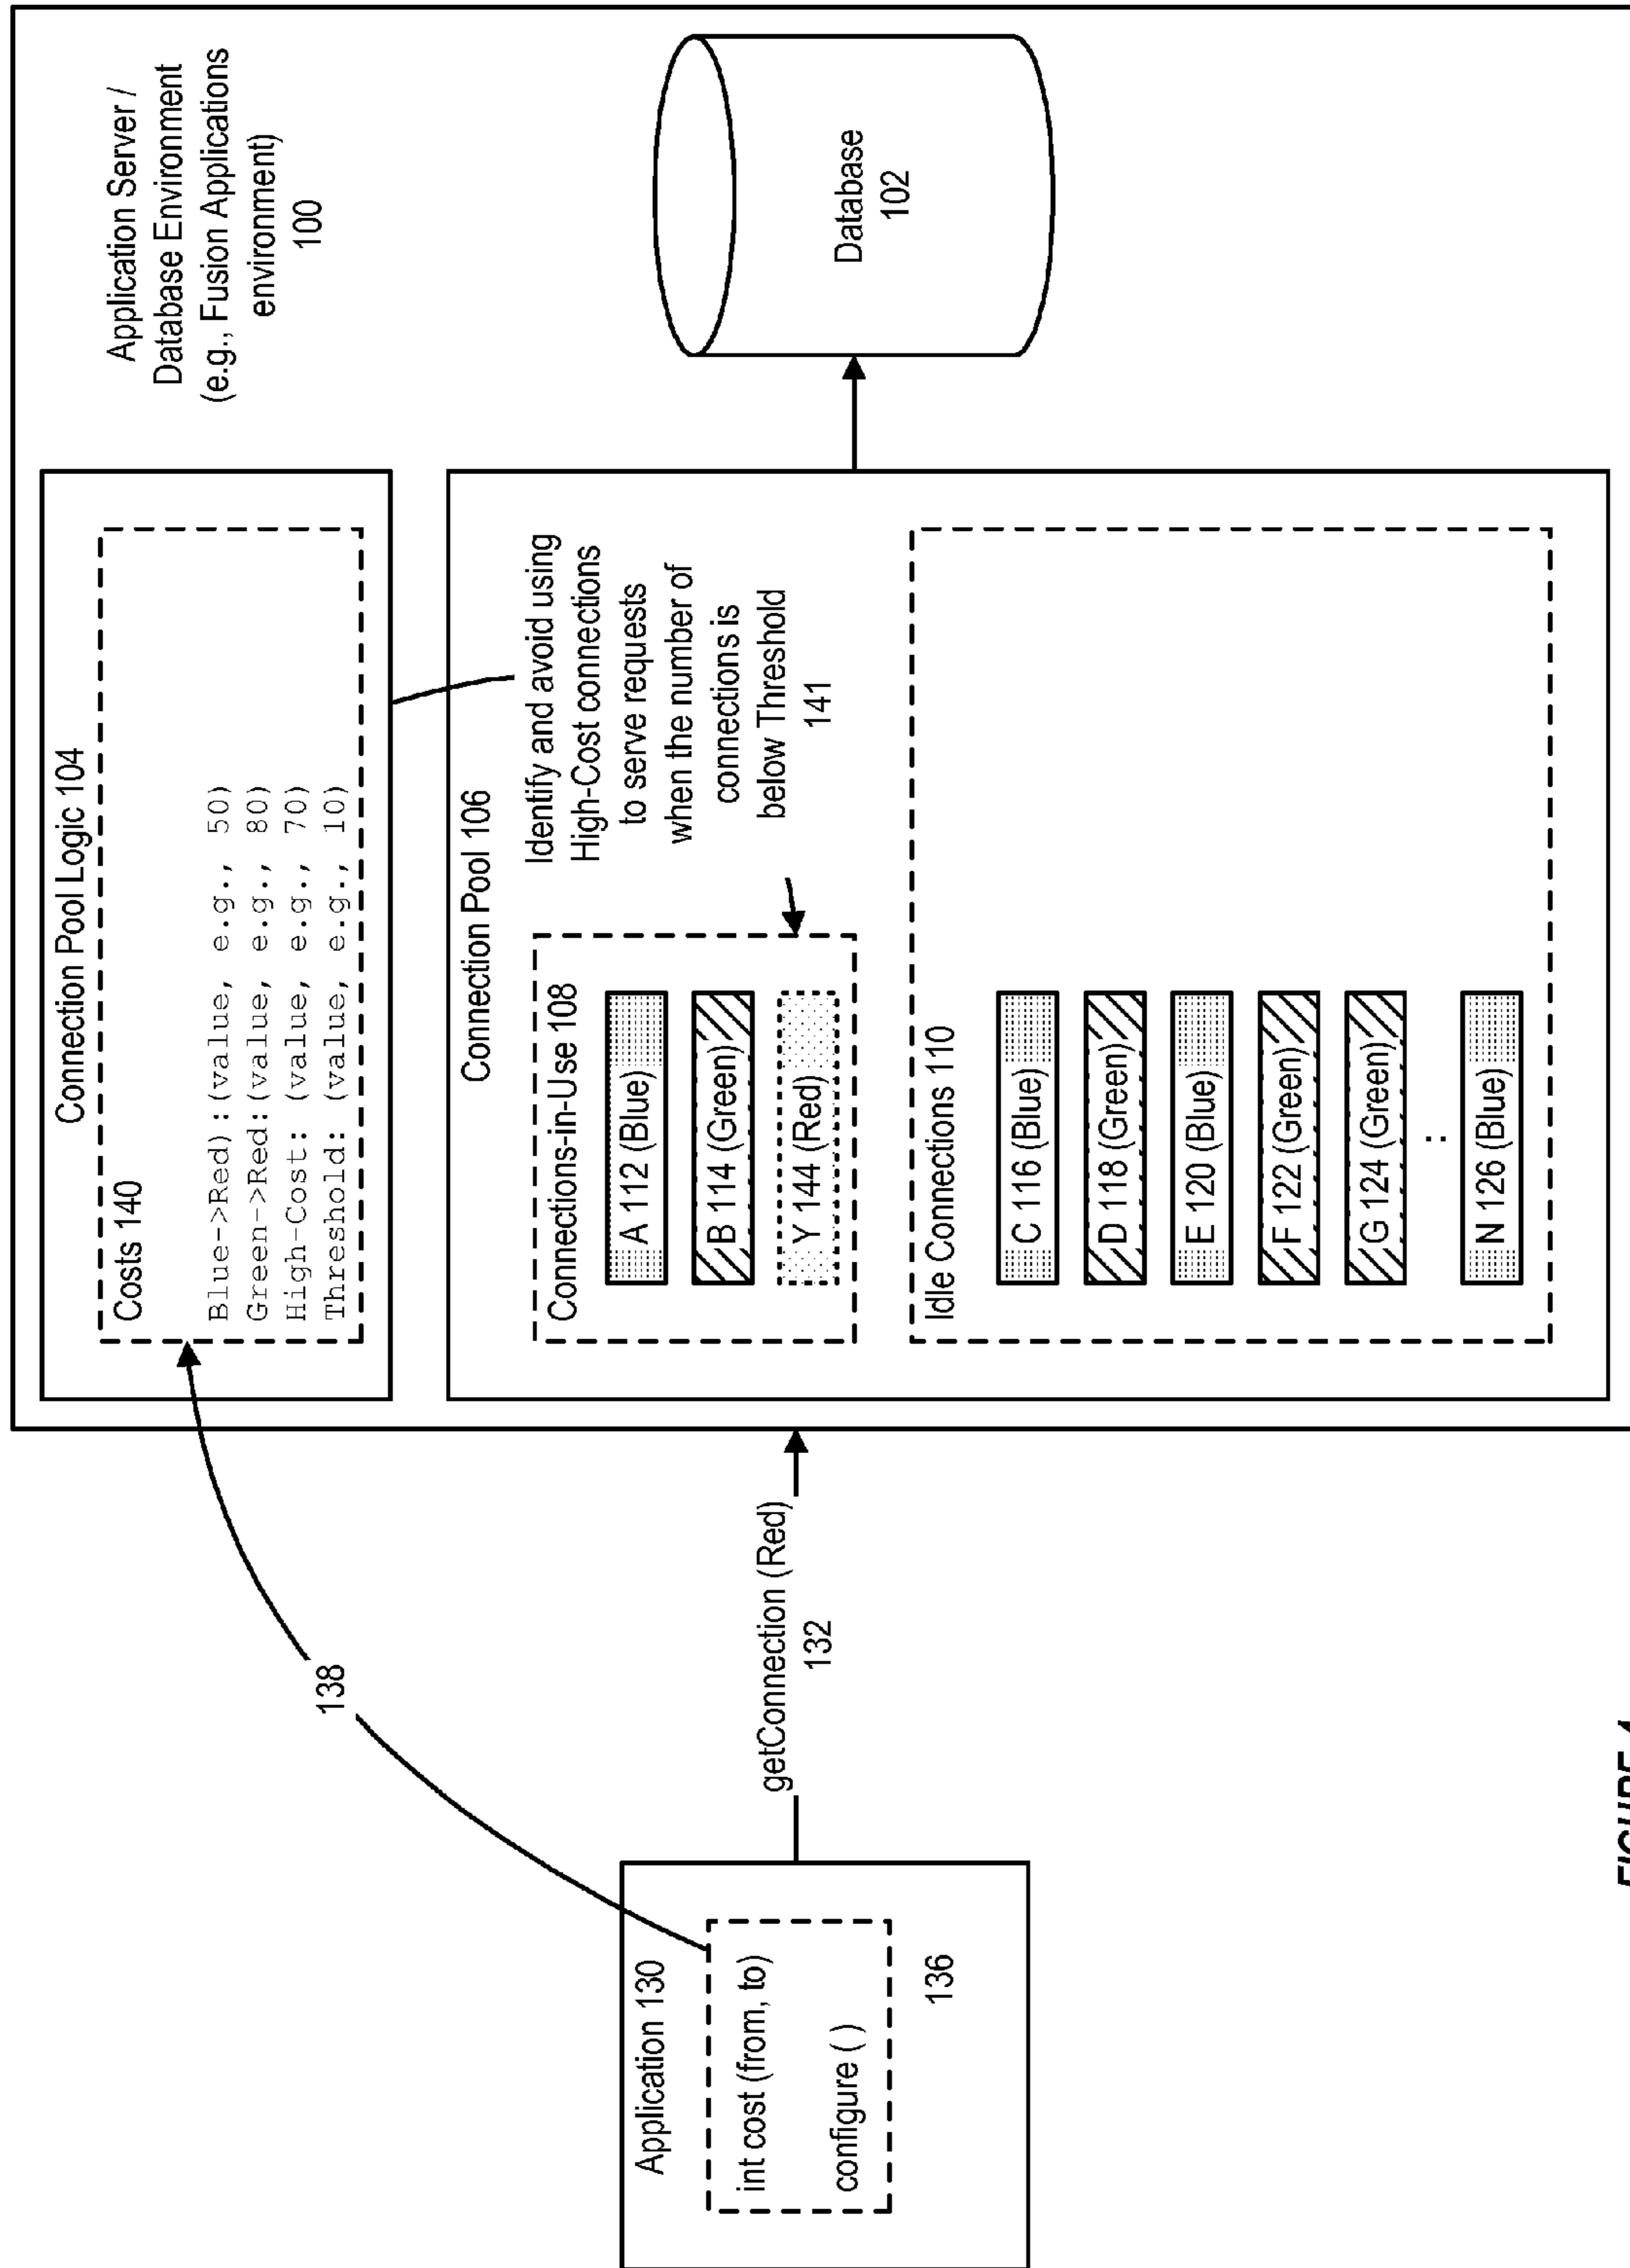 Application Server /
Database Environment
(e.g., Fusion Applications
environment)
100
Connection Pool Logic 104
Costs 140
Blue->Red):(value, e.g., 50)
Green->Red:(value, e.g., 80)
High-Cost: (value, e.g., 70)
Threshold: (value, e.g., 10)
138
Application 130
int cost (from, to)
configure ( )
136
getConnection (Red)
132
Connection Pool 106
Identify and avoid using
High-Cost connections
to serve requests
when the number of
connections is
below Threshold
141
Connections-in-Use 108
A 112 (Blue)
B 114 (Green)
Y 144 (Red)
Idle Connections 110
C 116 (Blue)
D 118 (Green)
E 120 (Blue)
F 122 (Green)
G 124 (Green)
:
N 126 (Blue)
Database
102
FIGURE 4